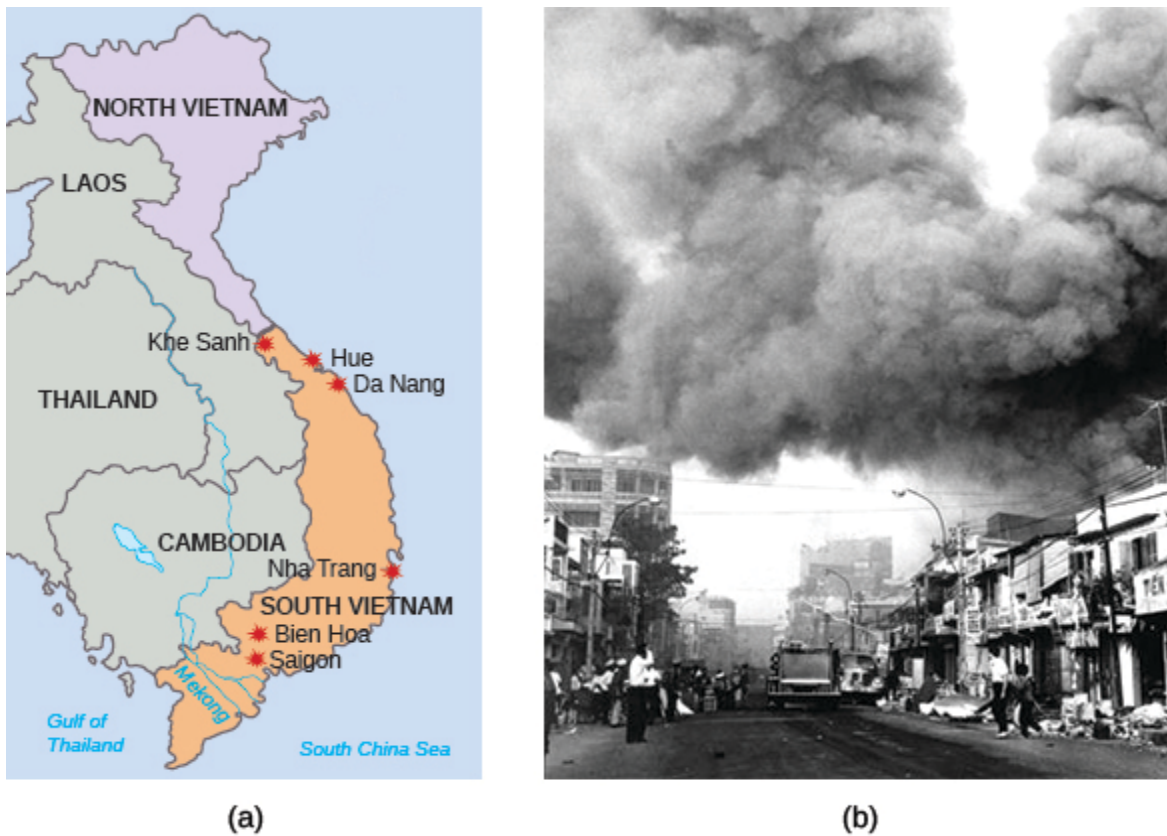 NORTH VIETNAM
LAOS
Khe Sanh
Hue
Da Nang
THAILAND
CAMBODIA
Nha Trang
SOUTH VIETNAM
Bien Hoa
Saigon
Mekong
Gulf of
Thailand
South China Sea
(a)
(b)